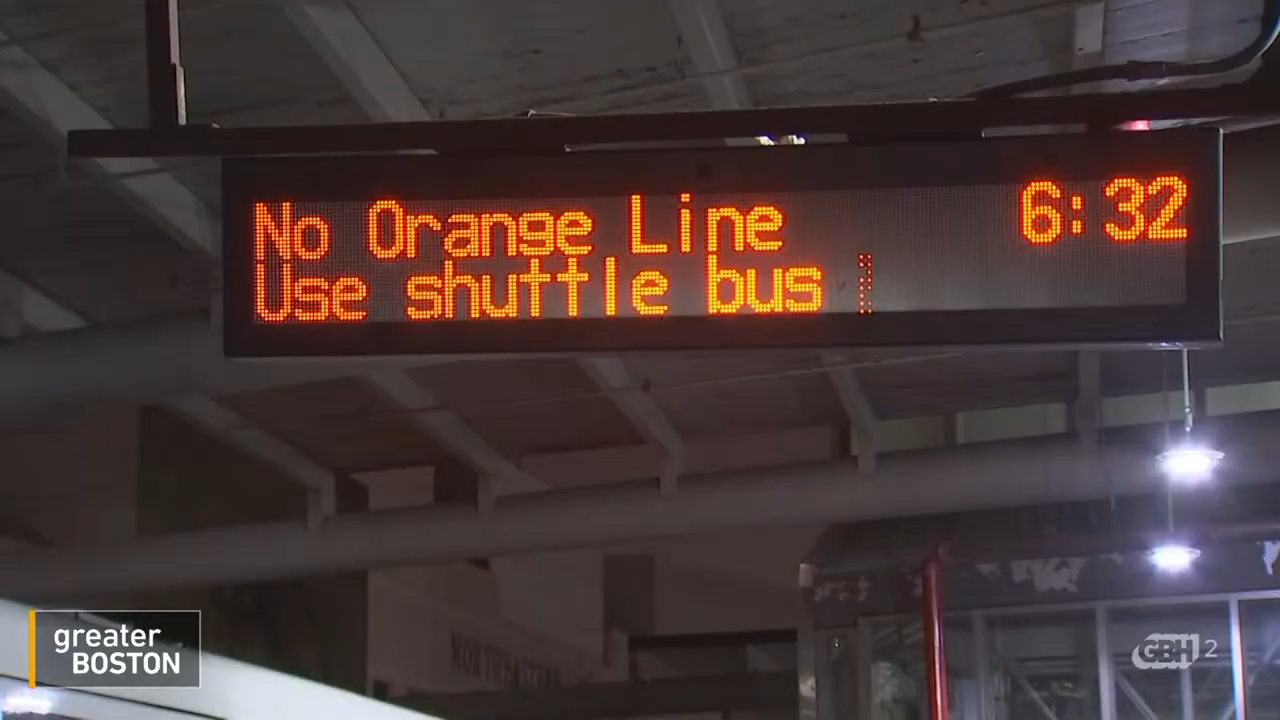 No Orange Line 6:32
Use shuttle bus
greater
BOSTON
GBH 2